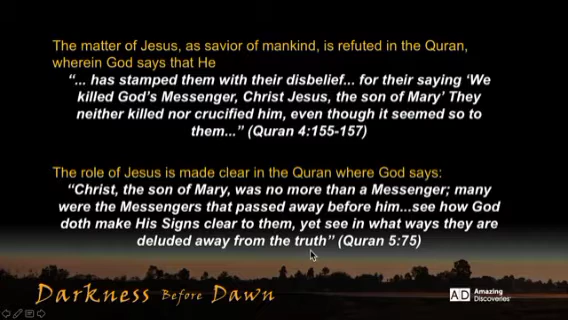 The matter of Jesus, as savior of mankind, is refuted in the Quran,
wherein God says that He
“... has stamped them with their disbelief... for their saying ‘We
killed God’s Messenger, Christ Jesus, the son of Mary’ They
neither killed nor crucified him, even though it seemed so to
them...” (Quran 4:155-157)
The role of Jesus is made clear in the Quran where God says:
“Christ, the son of Mary, was no more than a Messenger; many
were the Messengers that passed away before him...see how God
doth make His Signs clear to them, yet see in what ways they are
deluded away from the truth” (Quran 5:75)
Darkness Before Dawn
AD Amazing
Discoveries